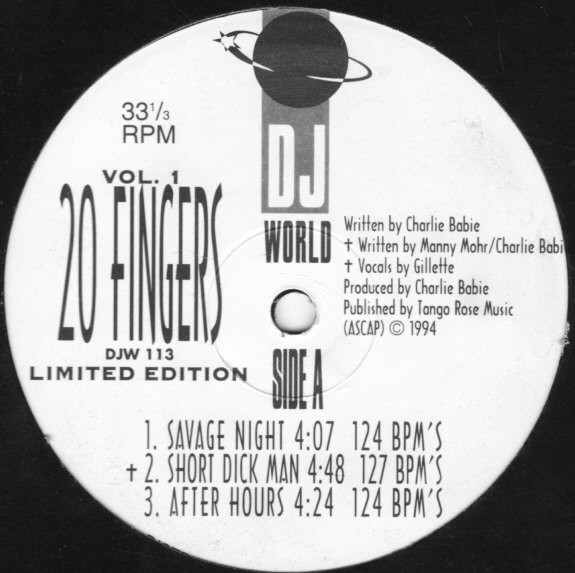 33 1/3
RPM
VOL. 1
20 FINGERS
DJW 113
LIMITED EDITION
DJ
WORLD
SIDE A
Written by Charlie Babie
† Written by Manny Mohr/Charlie Babi
† Vocals by Gillette
Produced by Charlie Babie
Published by Tango Rose Music
(ASCAP) © 1994
1. SAVAGE NIGHT 4:07 124 BPM'S
† 2. SHORT DICK MAN 4:48 127 BPM'S
3. AFTER HOURS 4:24 124 BPM'S